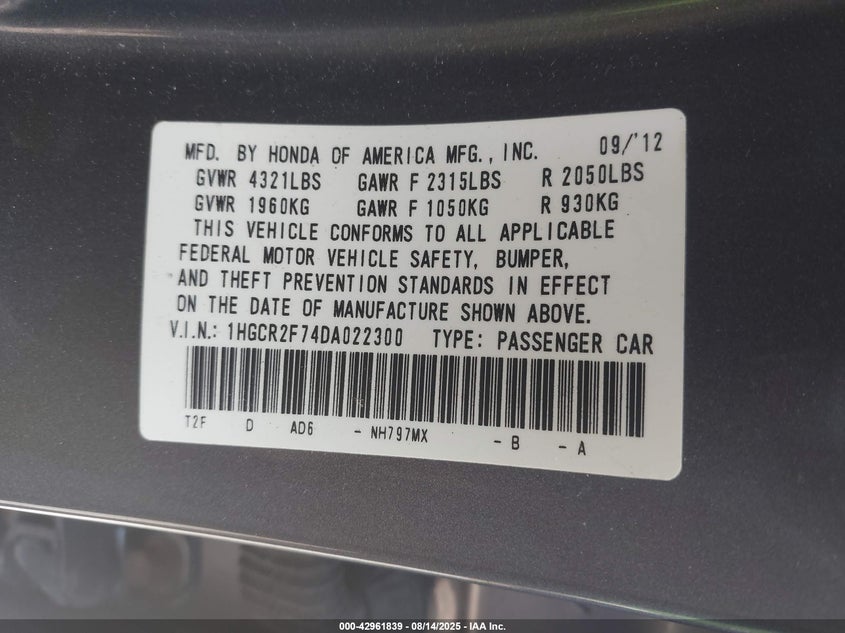 MFD. BY HONDA OF AMERICA MFG., INC. 09/'12
GVWR 4321LBS GAWR F 2315LBS R 2050LBS
GVWR 1960KG GAWR F 1050KG R 930KG
THIS VEHICLE CONFORMS TO ALL APPLICABLE
FEDERAL MOTOR VEHICLE SAFETY, BUMPER,
AND THEFT PREVENTION STANDARDS IN EFFECT
ON THE DATE OF MANUFACTURE SHOWN ABOVE.
V.I.N.: 1HGCR2F74DA022300 TYPE: PASSENGER CAR
T2F D AD6 - NH797MX - B - A
000-42961839 - 08/14/2025 - IAA Inc.